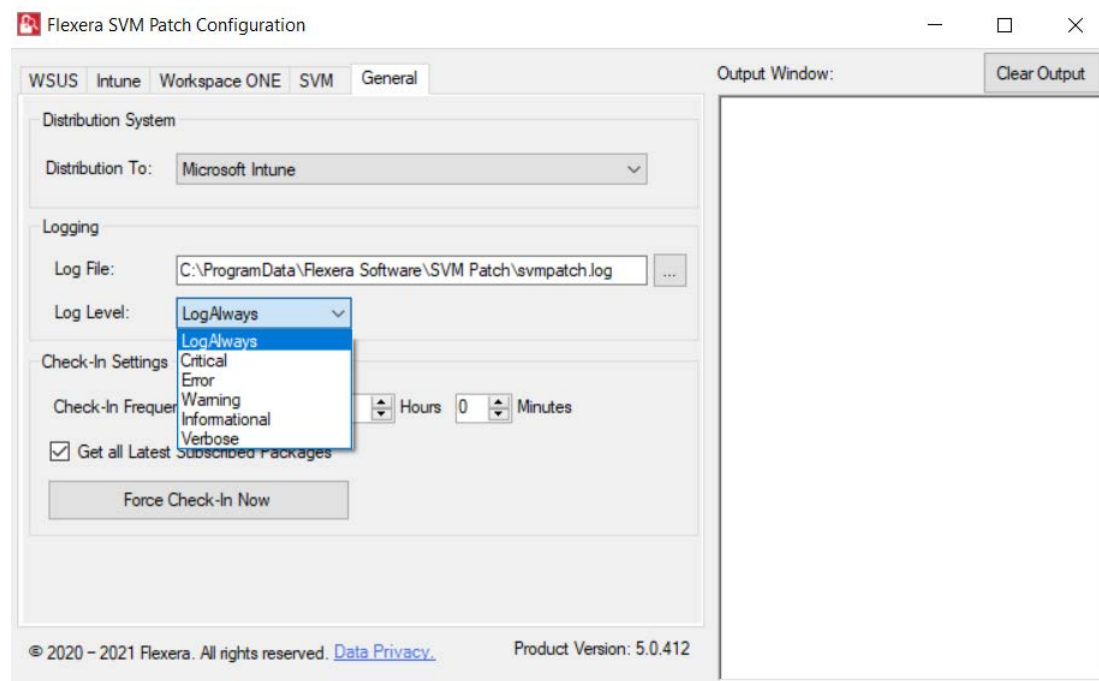 Flexera SVM Patch Configuration
WSUS Intune Workspace ONE SVM General
Output Window: Clear Output
Distribution System
Distribution To: Microsoft Intune
Logging
Log File: C:\ProgramData\Flexera Software\SVM Patch\svmpatch.log ...
Log Level: LogAlways
LogAlways
Critical
Error
Warning
Informational
Verbose
Check-In Settings
Check-In Frequen Hours 0 Minutes
Get all Latest Subscribed Packages
Force Check-In Now
© 2020 – 2021 Flexera. All rights reserved. Data Privacy. Product Version: 5.0.412